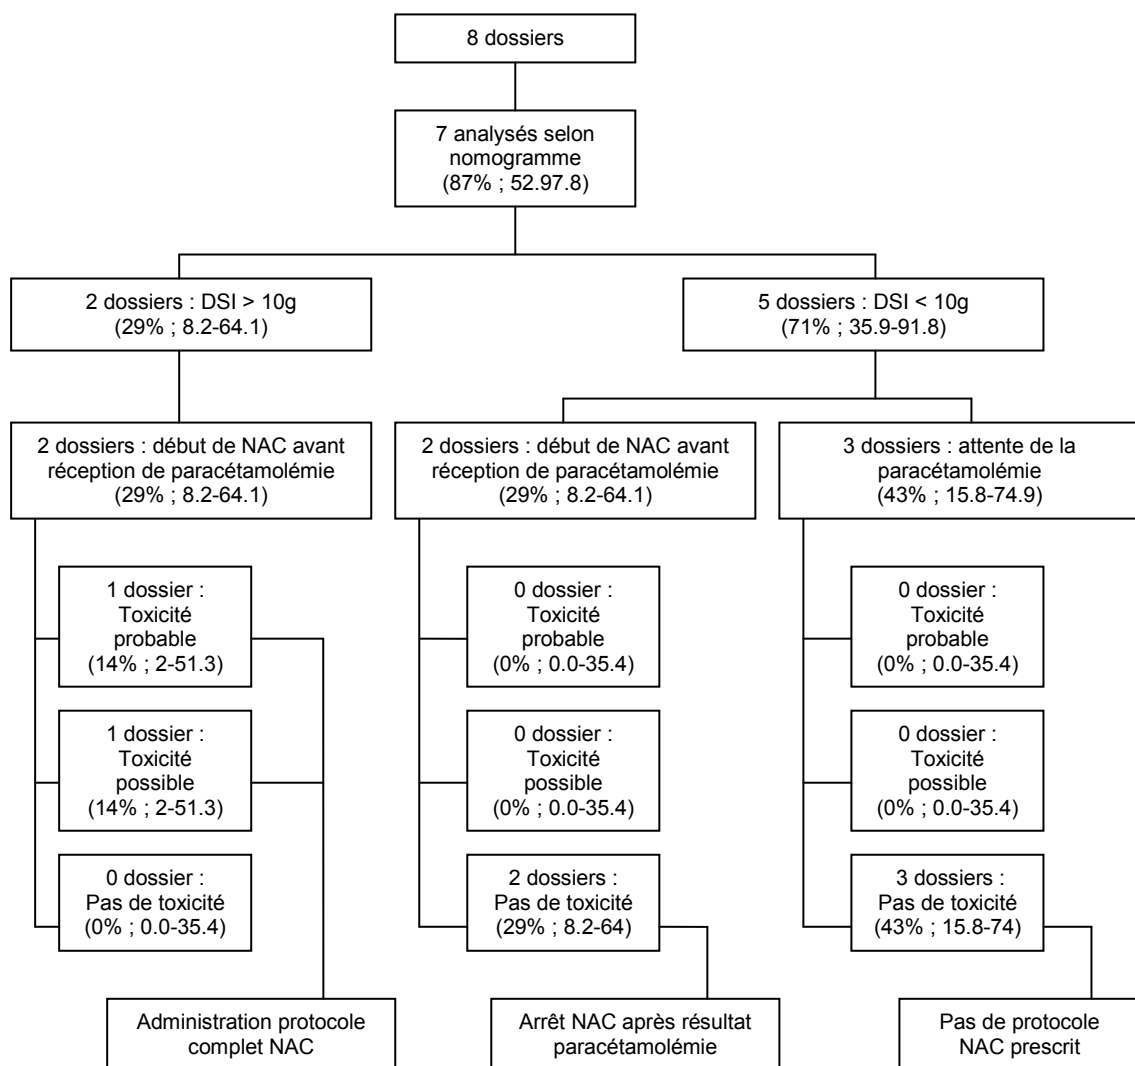 8 dossiers
7 analysés selon
nomogramme
(87% ; 52.97.8)
2 dossiers : DSI > 10g
(29% ; 8.2-64.1)
5 dossiers : DSI < 10g
(71% ; 35.9-91.8)
2 dossiers : début de NAC avant
réception de paracétamolémie
(29% ; 8.2-64.1)
2 dossiers : début de NAC avant
réception de paracétamolémie
(29% ; 8.2-64.1)
3 dossiers : attente de la
paracétamolémie
(43% ; 15.8-74.9)
1 dossier :
Toxicité
probable
(14% ; 2-51.3)
0 dossier :
Toxicité
probable
(0% ; 0.0-35.4)
0 dossier :
Toxicité
probable
(0% ; 0.0-35.4)
1 dossier :
Toxicité
possible
(14% ; 2-51.3)
0 dossier :
Toxicité
possible
(0% ; 0.0-35.4)
0 dossier :
Toxicité
possible
(0% ; 0.0-35.4)
0 dossier :
Pas de toxicité
(0% ; 0.0-35.4)
2 dossiers :
Pas de toxicité
(29% ; 8.2-64)
3 dossiers :
Pas de toxicité
(43% ; 15.8-74)
Administration protocole
complet NAC
Arrêt NAC après résultat
paracétamolémie
Pas de protocole
NAC prescrit